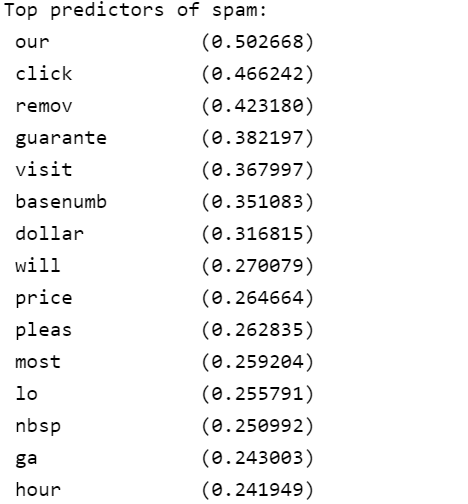 Top predictors of spam:
our (0.502668)
click (0.466242)
remov (0.423180)
guarante (0.382197)
visit (0.367997)
basenumb (0.351083)
dollar (0.316815)
will (0.270079)
price (0.264664)
pleas (0.262835)
most (0.259204)
lo (0.255791)
nbsp (0.250992)
ga (0.243003)
hour (0.241949)